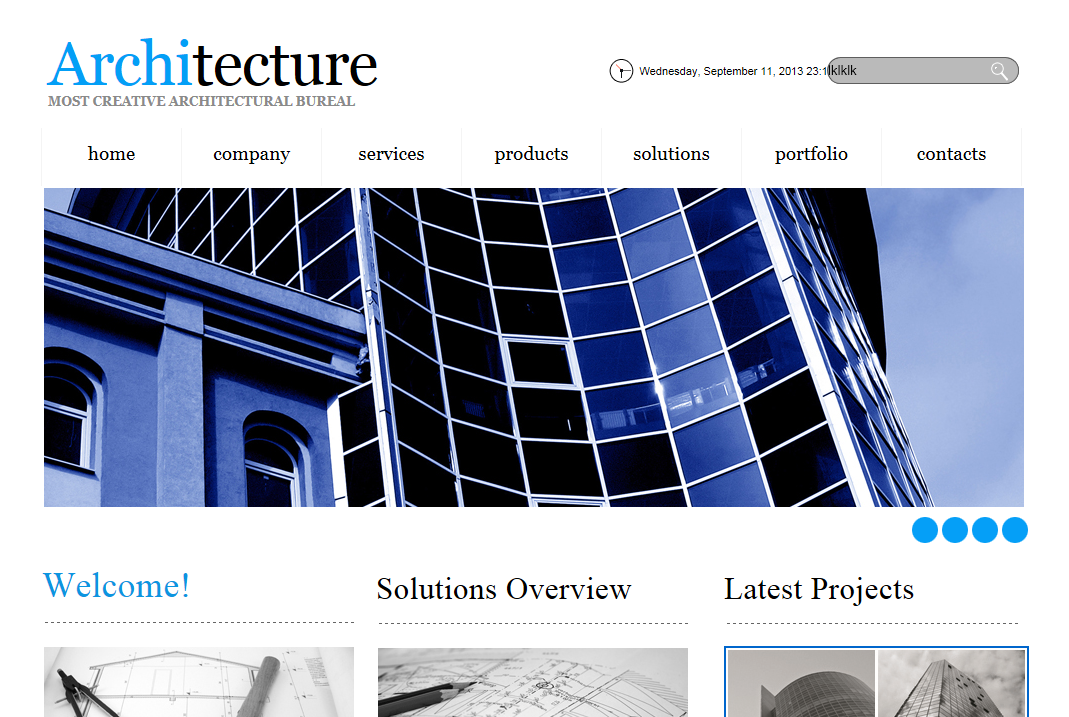 Architecture
MOST CREATIVE ARCHITECTURAL BUREAL
Wednesday, September 11, 2013 23:1
lklklk
home company services products solutions portfolio contacts
Welcome!
Solutions Overview
Latest Projects